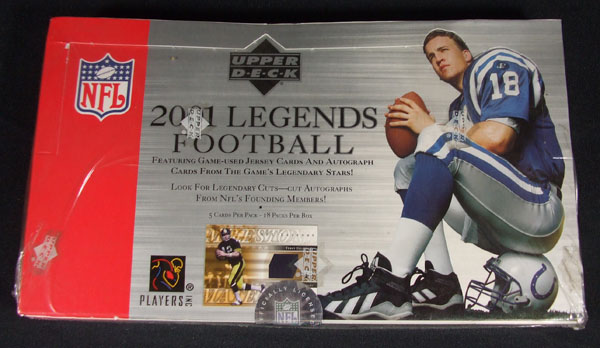 NFL
UPPER
D·E·C·K
2001 LEGENDS
FOOTBALL
FEATURING GAME-USED JERSEY CARDS AND AUTOGRAPH
CARDS FROM THE GAME'S LEGENDARY STARS!
LOOK FOR LEGENDARY CUTS—CUT AUTOGRAPHS
FROM NFL'S FOUNDING MEMBERS!
5 CARDS PER PACK - 18 PACKS PER BOX
18
PLAYERS INC
UPPER
NFL